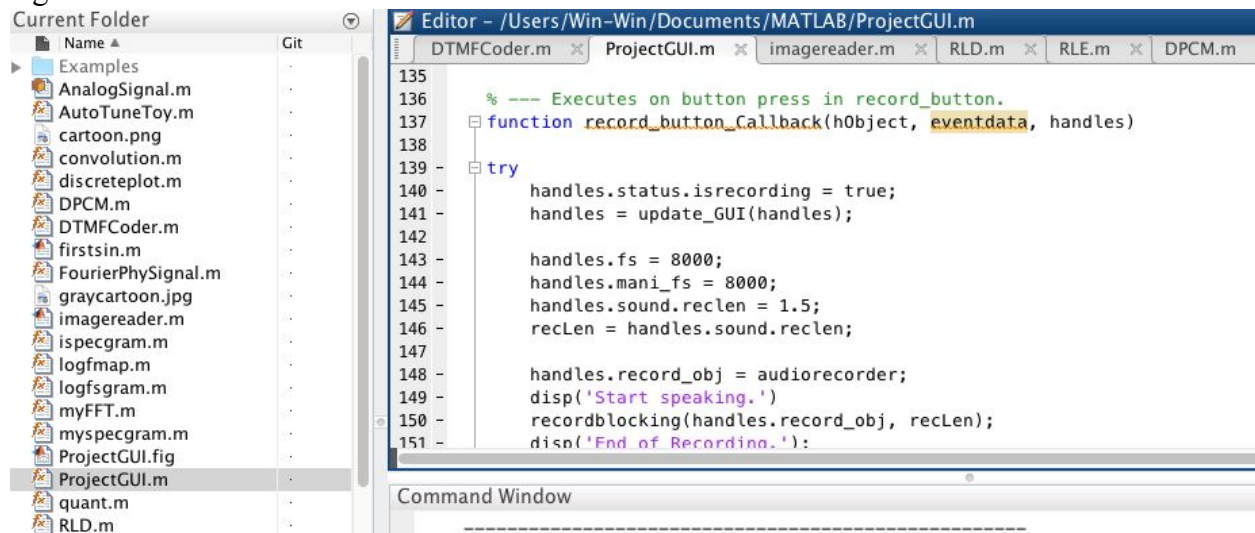 Current Folder
Name Git
Examples
AnalogSignal.m
AutoTuneToy.m
cartoon.png
convolution.m
discreteplot.m
DPCM.m
DTMFCoder.m
firstsin.m
FourierPhySignal.m
graycartoon.jpg
imagereader.m
ispecgram.m
logfmap.m
logfsgram.m
myFFT.m
myspecgram.m
ProjectGUI.fig
ProjectGUI.m
quant.m
RLD.m
Editor – /Users/Win-Win/Documents/MATLAB/ProjectGUI.m
DTMFCoder.m ProjectGUI.m imagereader.m RLD.m RLE.m DPCM.m
135
136 % --- Executes on button press in record_button.
137 function record_button_Callback(hObject, eventdata, handles)
138
139 - try
140 - handles.status.isrecording = true;
141 - handles = update_GUI(handles);
142
143 - handles.fs = 8000;
144 - handles.mani_fs = 8000;
145 - handles.sound.reclen = 1.5;
146 - recLen = handles.sound.reclen;
147
148 - handles.record_obj = audiorecorder;
149 - disp('Start speaking.')
150 - recordblocking(handles.record_obj, recLen);
151 - disp('End of Recording.');
Command Window